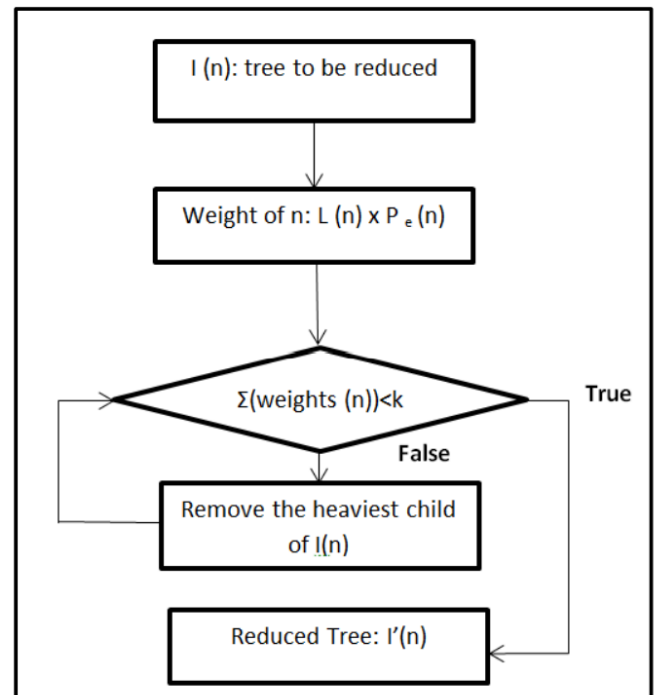 I (n): tree to be reduced
Weight of n: L (n) x P e (n)
Σ(weights (n))<k
True
False
Remove the heaviest child
of I(n)
Reduced Tree: I’(n)